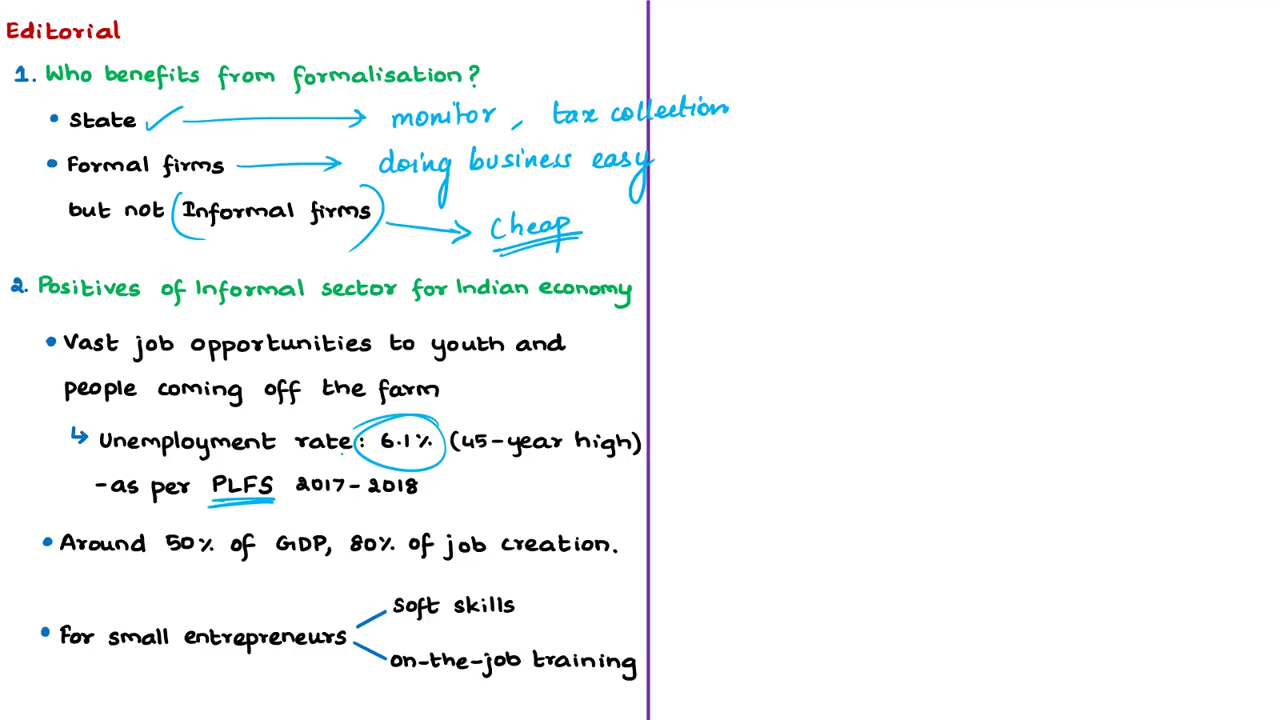 Editorial
1. Who benefits from formalisation?
• State ✓ → monitor, tax collection
• Formal firms → doing business easy
but not (Informal firms) → cheap
2. Positives of Informal sector for Indian economy
• Vast job opportunities to youth and
people coming off the farm
↳ Unemployment rate: 6.1% (45-year high)
-as per PLFS 2017-2018
• Around 50% of GDP, 80% of job creation.
• For small entrepreneurs
soft skills
on-the-job training